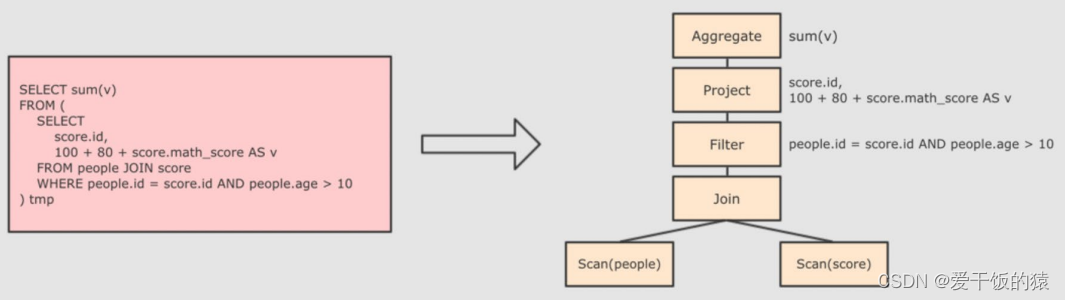 SELECT sum(v)
FROM (
SELECT
score.id,
100 + 80 + score.math_score AS v
FROM people JOIN score
WHERE people.id = score.id AND people.age > 10
) tmp
Aggregate sum(v)
Project score.id,
100 + 80 + score.math_score AS v
Filter people.id = score.id AND people.age > 10
Join
Scan(people) Scan(score)
CSDN @爱干饭的猿